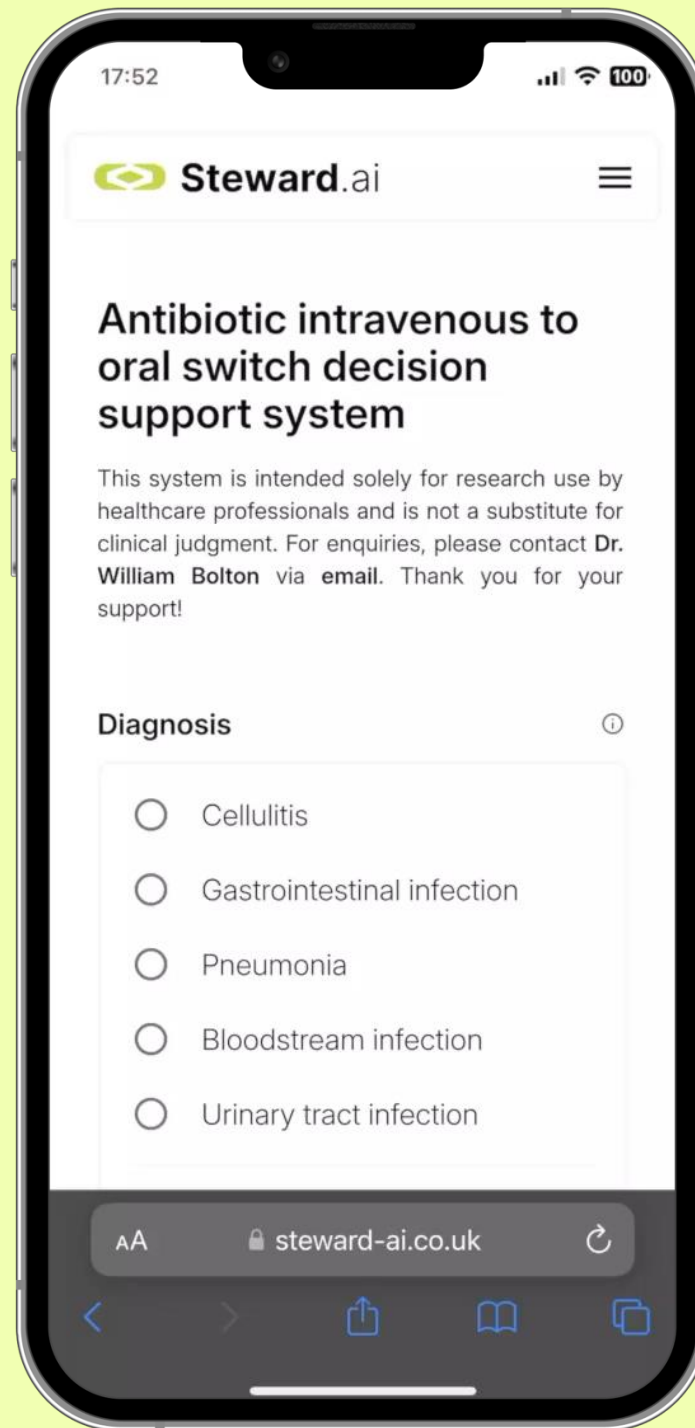 17:52
100
Steward.ai
Antibiotic intravenous to
oral switch decision
support system
This system is intended solely for research use by
healthcare professionals and is not a substitute for
clinical judgment. For enquiries, please contact Dr.
William Bolton via email. Thank you for your
support!
Diagnosis
Cellulitis
Gastrointestinal infection
Pneumonia
Bloodstream infection
Urinary tract infection
AA
steward-ai.co.uk